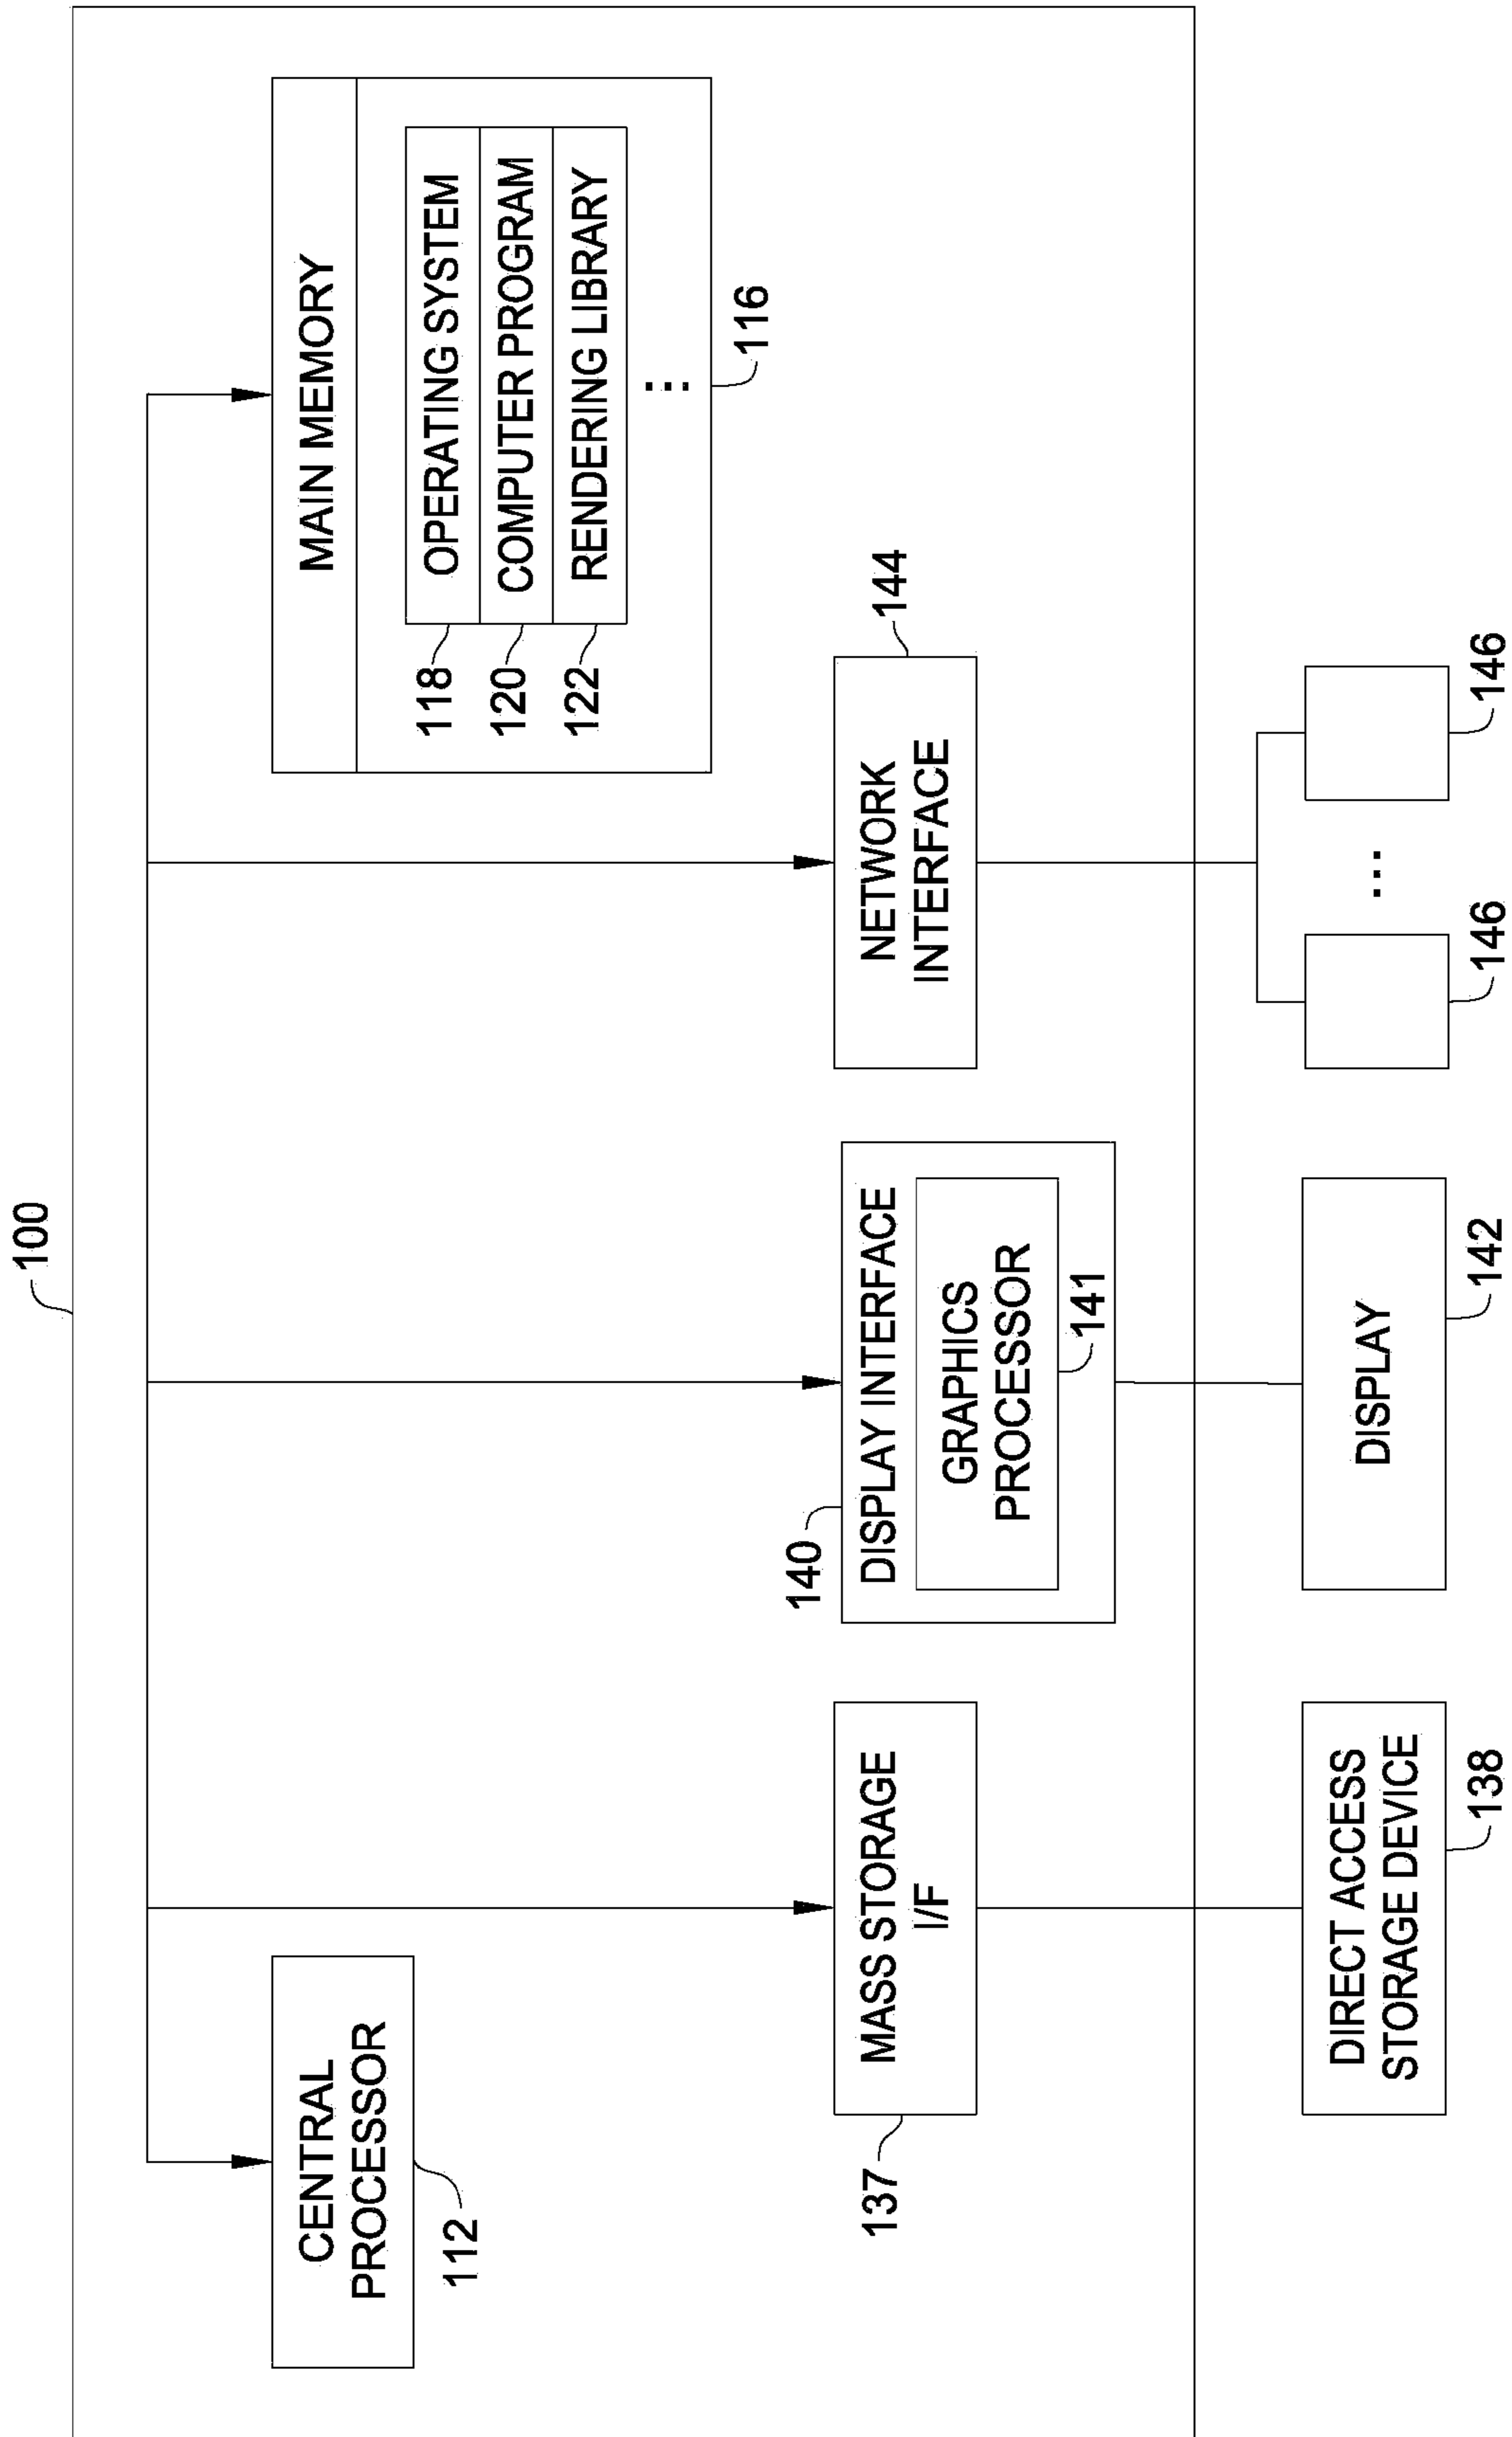 100
CENTRAL
PROCESSOR
112
MAIN MEMORY
OPERATING SYSTEM
COMPUTER PROGRAM
RENDERING LIBRARY
118
120
122
⋮
116
MASS STORAGE
I/F
137
140
DISPLAY INTERFACE
GRAPHICS
PROCESSOR
141
NETWORK
INTERFACE
144
DIRECT ACCESS
STORAGE DEVICE
138
DISPLAY
142
...
146
146